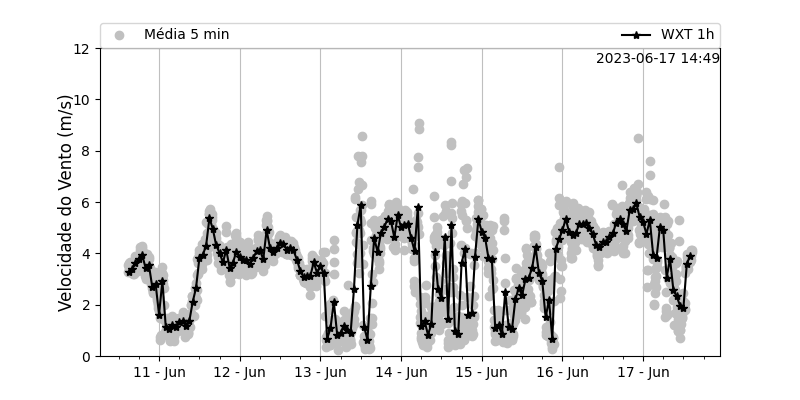 Média 5 min
WXT 1h
2023-06-17 14:49
Velocidade do Vento (m/s)
12
10
8
6
4
2
0
11 - Jun
12 - Jun
13 - Jun
14 - Jun
15 - Jun
16 - Jun
17 - Jun